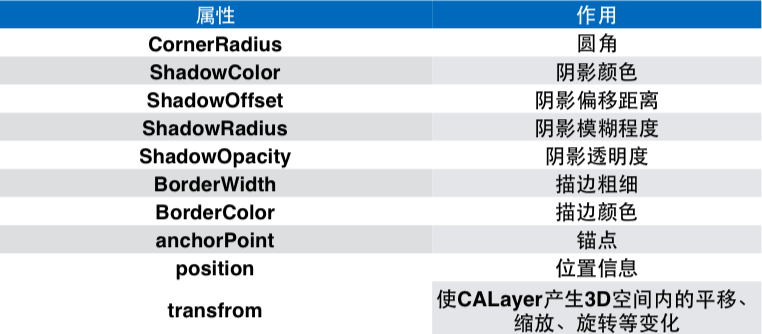 属性 作用
CornerRadius 圆角
ShadowColor 阴影颜色
ShadowOffset 阴影偏移距离
ShadowRadius 阴影模糊程度
ShadowOpacity 阴影透明度
BorderWidth 描边粗细
BorderColor 描边颜色
anchorPoint 锚点
position 位置信息
transfrom 使CALayer产生3D空间内的平移、
缩放、旋转等变化